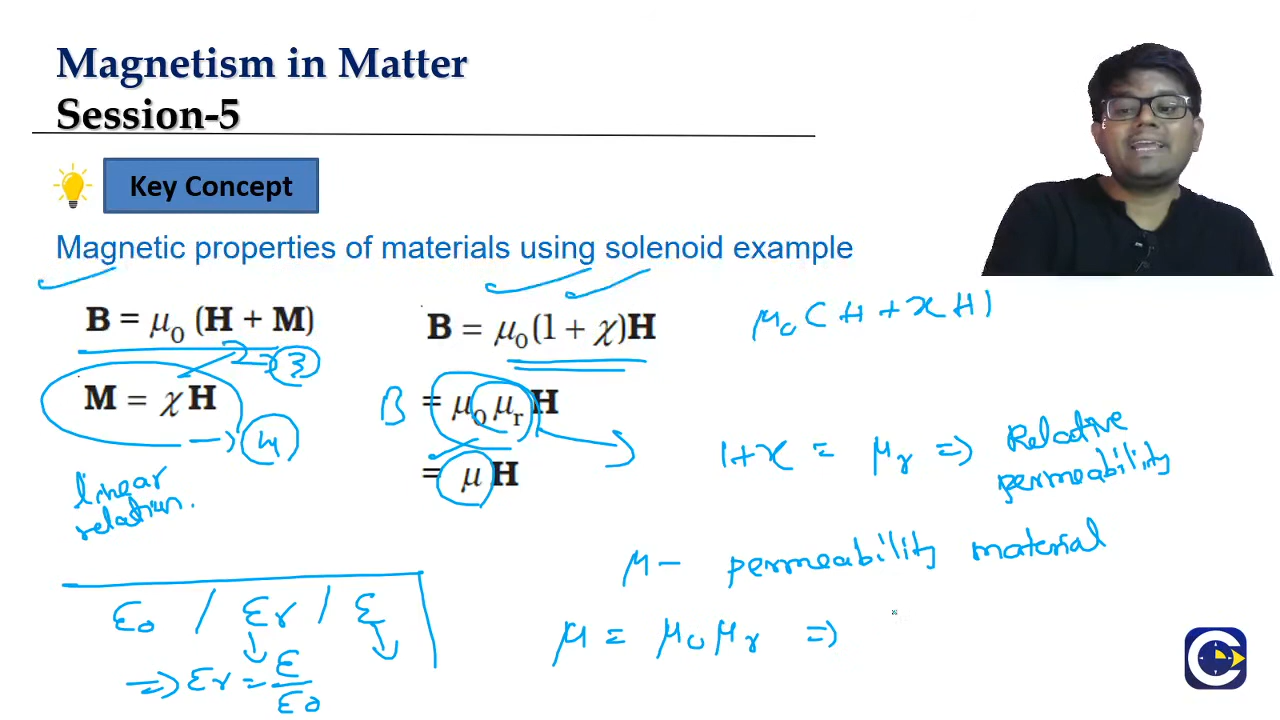 Magnetism in Matter
Session-5
Key Concept
Magnetic properties of materials using solenoid example
B = μ₀ (H + M)
3
M = χ H
4
linear
relation.
B = μ₀(1 + χ)H
B = μ₀ μᵣ H
= μ H
μ₀ (H + χ H)
1+χ = μᵣ ⇒ Relative
permeability
μ – permeability material
μ = μ₀ μᵣ ⇒
ε₀ / εᵣ / ε
⇒ εᵣ = ε/ε₀